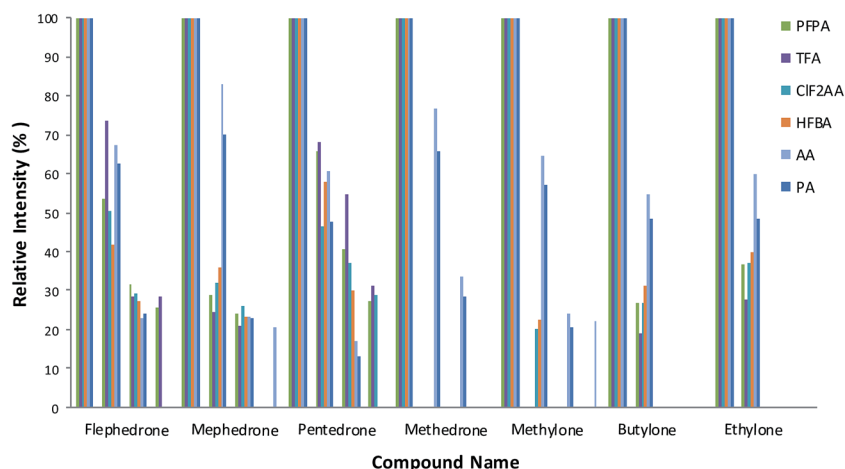 100
90
80
70
60
50
40
30
20
10
0
Relative Intensity (%)
Flephedrone Mephedrone Pentedrone Methedrone Methylone Butylone Ethylone
Compound Name
PFPA
TFA
ClF2AA
HFBA
AA
PA